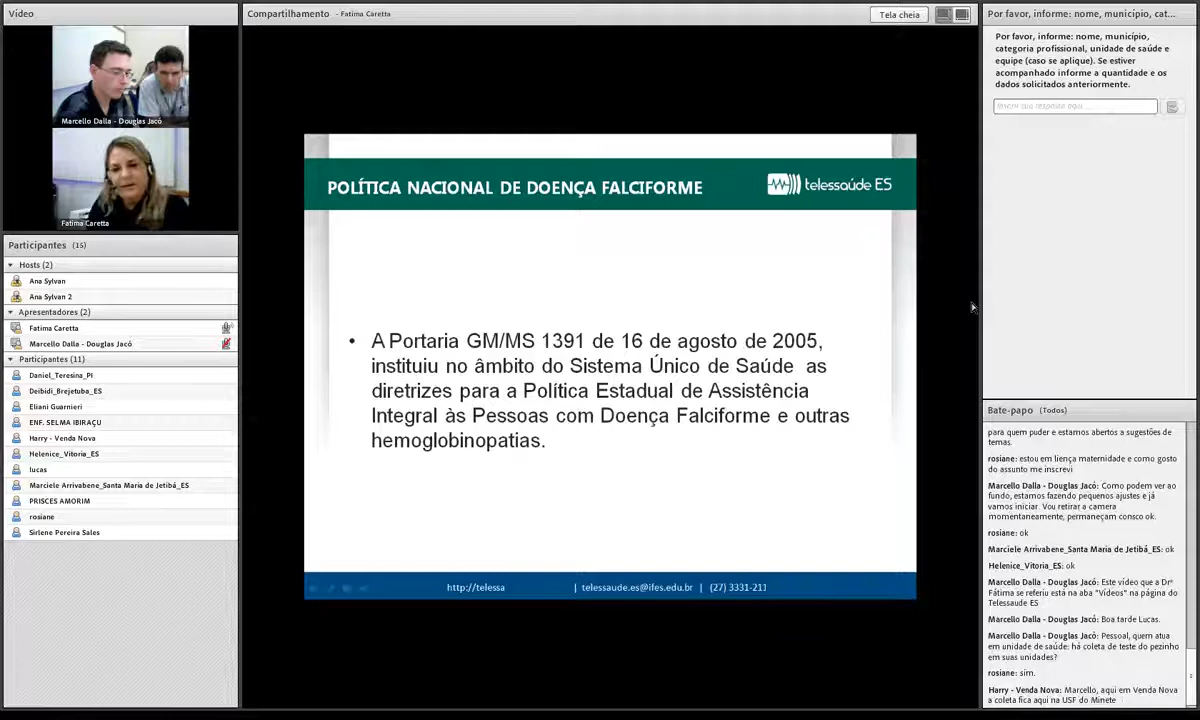 Vídeo
Marcello Dalla - Douglas Jacó
Fatima Caretta
Participantes (15)
Hosts (2)
Ana Sylvan
Ana Sylvan 2
Apresentadores (2)
Fatima Caretta
Marcello Dalla - Douglas Jacó
Participantes (11)
Daniel_Teresina_PI
Deibidi_Brejetuba_ES
Eliani Guarnieri
ENF. SELMA IBIRAÇU
Harry - Venda Nova
Helenice_Vitoria_ES
lucas
Marciele Arrivabene_Santa Maria de Jetibá_ES
PRISCES AMORIM
rosiane
Sirlene Pereira Sales
Compartilhamento - Fatima Caretta
Tela cheia
POLÍTICA NACIONAL DE DOENÇA FALCIFORME
telessaúde ES
• A Portaria GM/MS 1391 de 16 de agosto de 2005,
instituiu no âmbito do Sistema Único de Saúde as
diretrizes para a Política Estadual de Assistência
Integral às Pessoas com Doença Falciforme e outras
hemoglobinopatias.
http://telessa | telessaude.es@ifes.edu.br | (27) 3331-211
Por favor, informe: nome, município, cat...
Por favor, informe: nome, município,
categoria profissional, unidade de saúde e
equipe (caso se aplique). Se estiver
acompanhado informe a quantidade e os
dados solicitados anteriormente.
Inserir sua resposta aqui...
Bate-papo (Todos)
para quem puder e estamos abertos a sugestões de
temas.
rosiane: estou em liença maternidade e como gosto
do assunto me inscrevi
Marcello Dalla - Douglas Jacó: Como podem ver ao
fundo, estamos fazendo pequenos ajustes e já
vamos iniciar. Vou retirar a camera
momentaneamente, permaneçam consco ok.
rosiane: ok
Marciele Arrivabene_Santa Maria de Jetibá_ES: ok
Helenice_Vitoria_ES: ok
Marcello Dalla - Douglas Jacó: Este vídeo que a Drª
Fátima se referiu está na aba "Vídeos" na página do
Telessaude ES
Marcello Dalla - Douglas Jacó: Boa tarde Lucas.
Marcello Dalla - Douglas Jacó: Pessoal, quem atua
em unidade de saúde: há coleta de teste do pezinho
em suas unidades?
rosiane: sim.
Harry - Venda Nova: Marcello, aqui em Venda Nova
a coleta fica aqui na USF do Minete